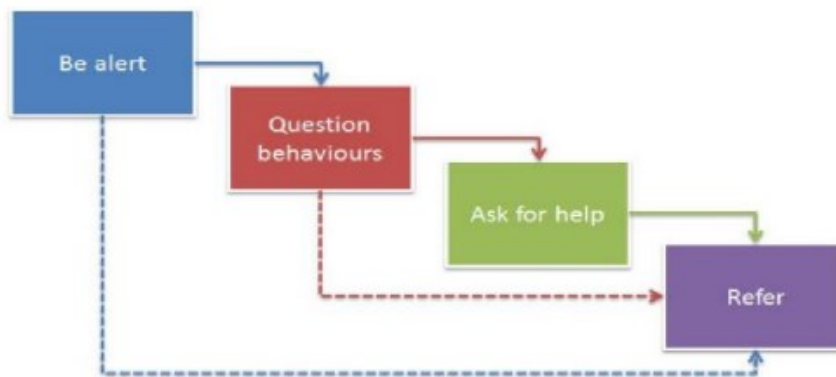 Be alert
Question
behaviours
Ask for help
Refer